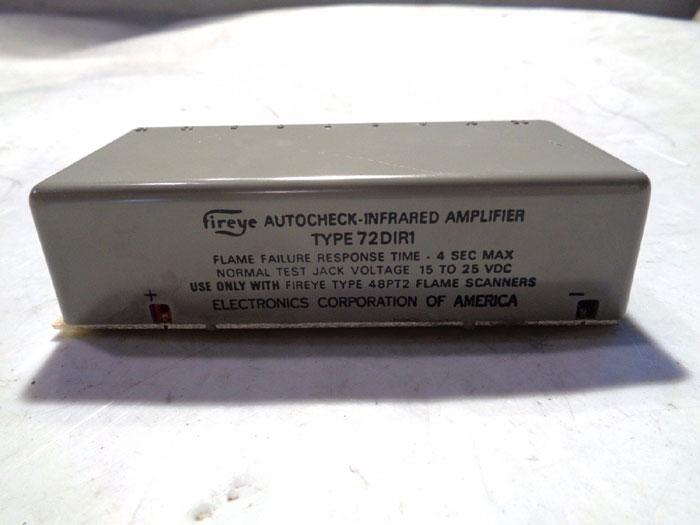 fireye AUTOCHECK-INFRARED AMPLIFIER
TYPE 72DIR1
FLAME FAILURE RESPONSE TIME - 4 SEC MAX
NORMAL TEST JACK VOLTAGE 15 TO 25 VDC
USE ONLY WITH FIREYE TYPE 48PT2 FLAME SCANNERS
+ ELECTRONICS CORPORATION OF AMERICA -